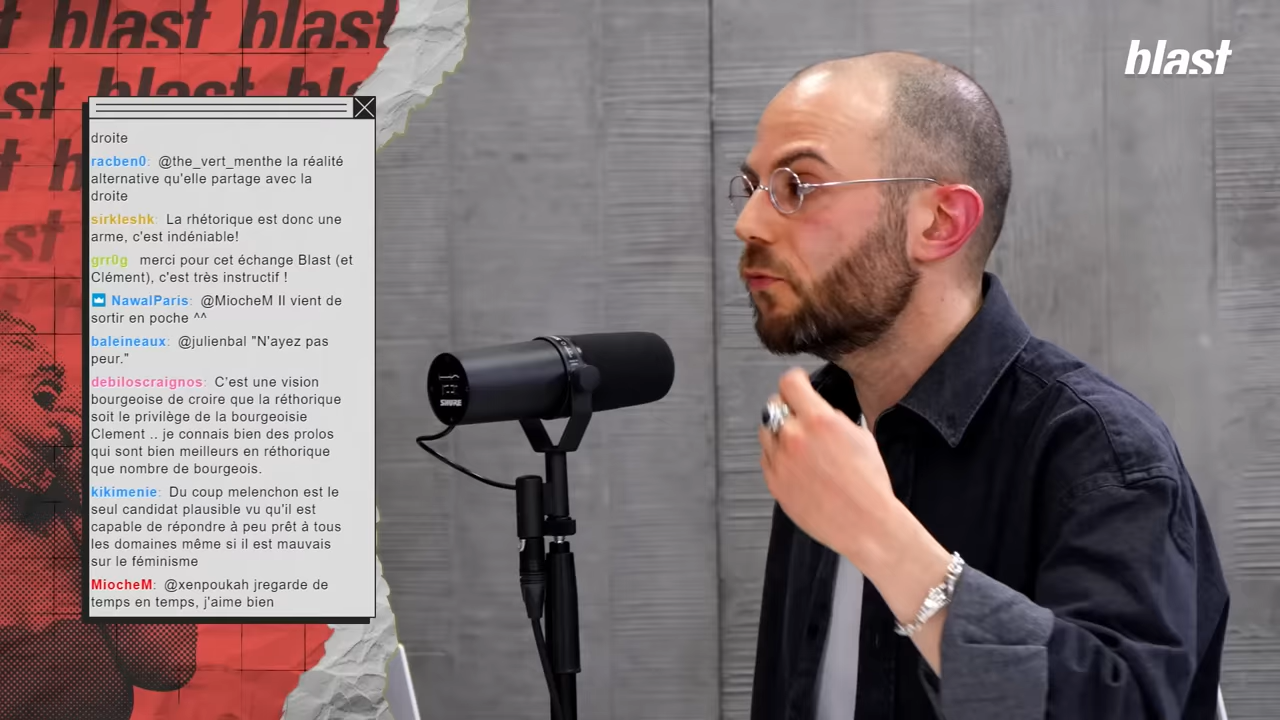 blast blast
st blast bla
t b
st
blast
droite
racben0: @the_vert_menthe la réalité
alternative qu'elle partage avec la
droite
sirkleshk: La rhétorique est donc une
arme, c'est indéniable!
grr0g merci pour cet échange Blast (et
Clément), c'est très instructif !
NawalParis: @MiocheM Il vient de
sortir en poche ^^
baleineaux: @julienbal "N'ayez pas
peur."
debiloscraignos: C'est une vision
bourgeoise de croire que la réthorique
soit le privilège de la bourgeoisie
Clement .. je connais bien des prolos
qui sont bien meilleurs en réthorique
que nombre de bourgeois.
kikimenie: Du coup melenchon est le
seul candidat plausible vu qu'il est
capable de répondre à peu prêt à tous
les domaines même si il est mauvais
sur le féminisme
MiocheM: @xenpoukah jregarde de
temps en temps, j'aime bien
SHURE